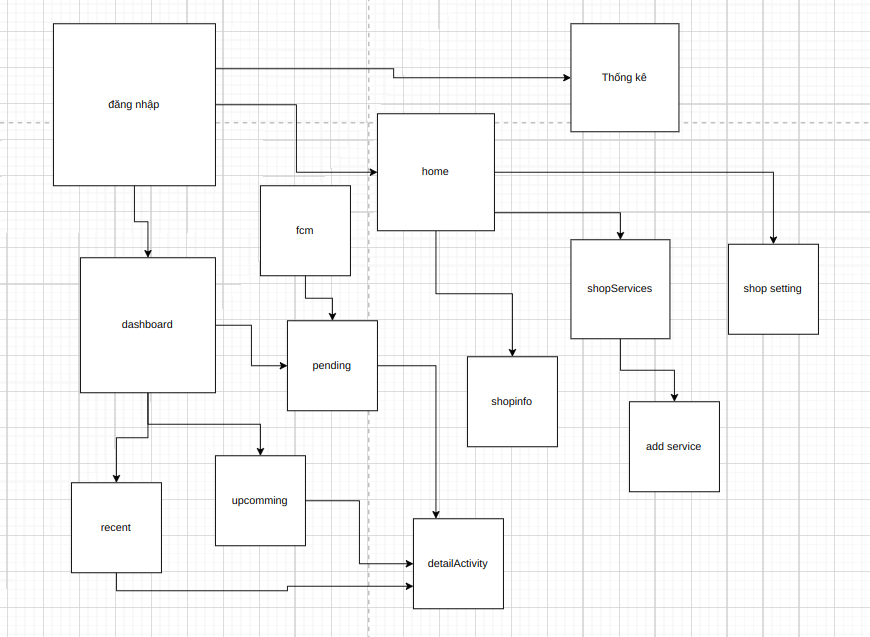 đăng nhập
Thống kê
home
fcm
shopServices
shop setting
dashboard
pending
shopinfo
add service
upcomming
recent
detailActivity